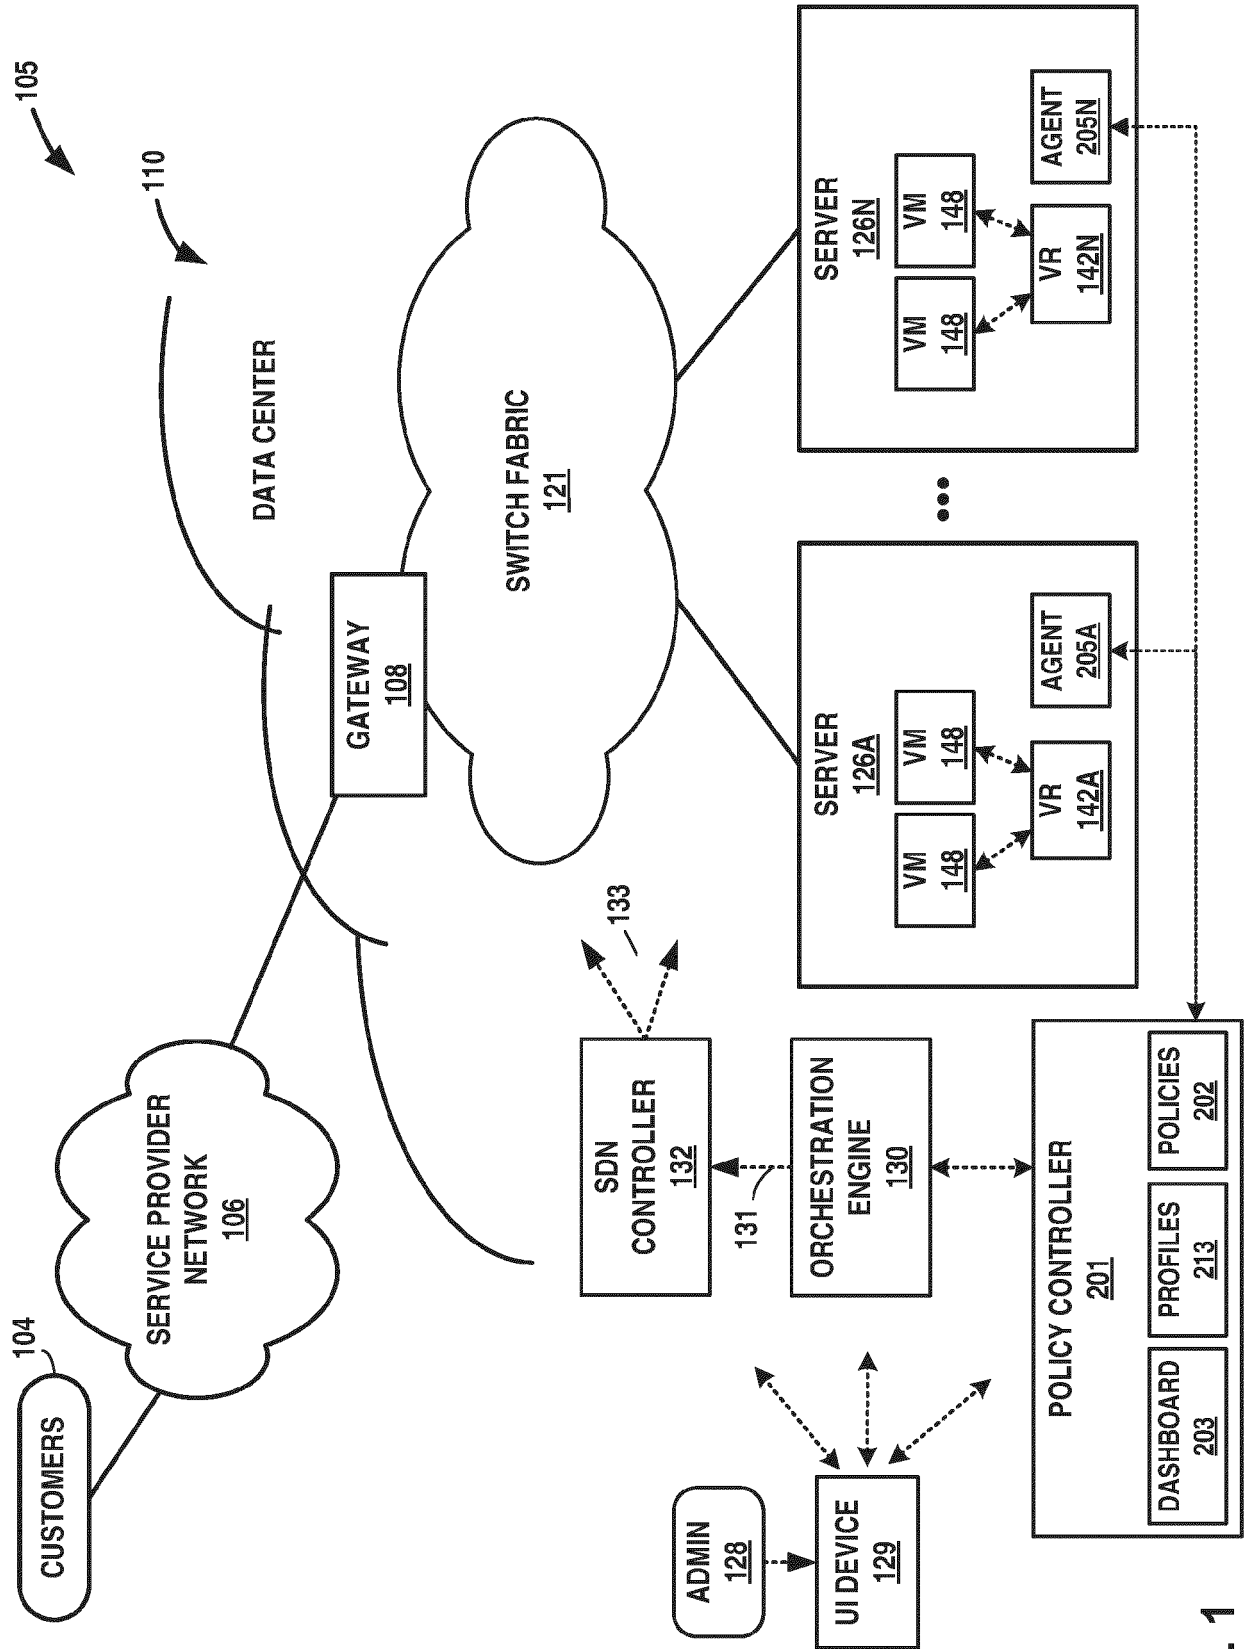 105
110
104
CUSTOMERS
SERVICE PROVIDER
NETWORK
106
DATA CENTER
GATEWAY
108
SWITCH FABRIC
121
133
SDN
CONTROLLER
132
131
ORCHESTRATION
ENGINE
130
ADMIN
128
UI DEVICE
129
SERVER
126A
VM
148
VM
148
VR
142A
AGENT
205A
SERVER
126N
VM
148
VM
148
VR
142N
AGENT
205N
POLICY CONTROLLER
201
DASHBOARD
203
PROFILES
213
POLICIES
202
. 1